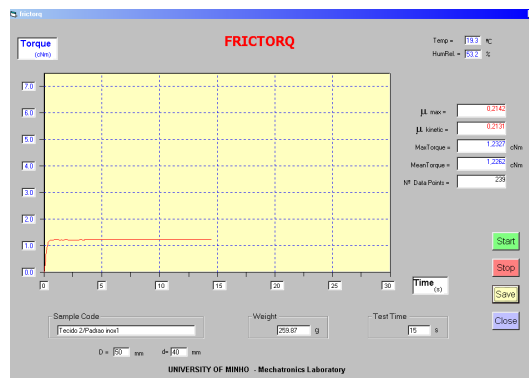 frictorq
Torque
(cNm)
FRICTORQ
Temp = 19.3 ºC
HumRel. = 53.2 %
7.0
6.0
5.0
4.0
3.0
2.0
1.0
0.0
0 5 10 15 20 25 30
Time
(s)
µ max = 0,2142
µ kinetic = 0,2131
MaxTorque = 1,2327 cNm
MeanTorque = 1,2262 cNm
Nº Data Points = 239
Start
Stop
Save
Close
Sample Code
Tecido 2/Padrao inox1
Weight
259.87 g
Test Time
15 s
D = 50 mm d= 40 mm
UNIVERSITY OF MINHO - Mechatronics Laboratory